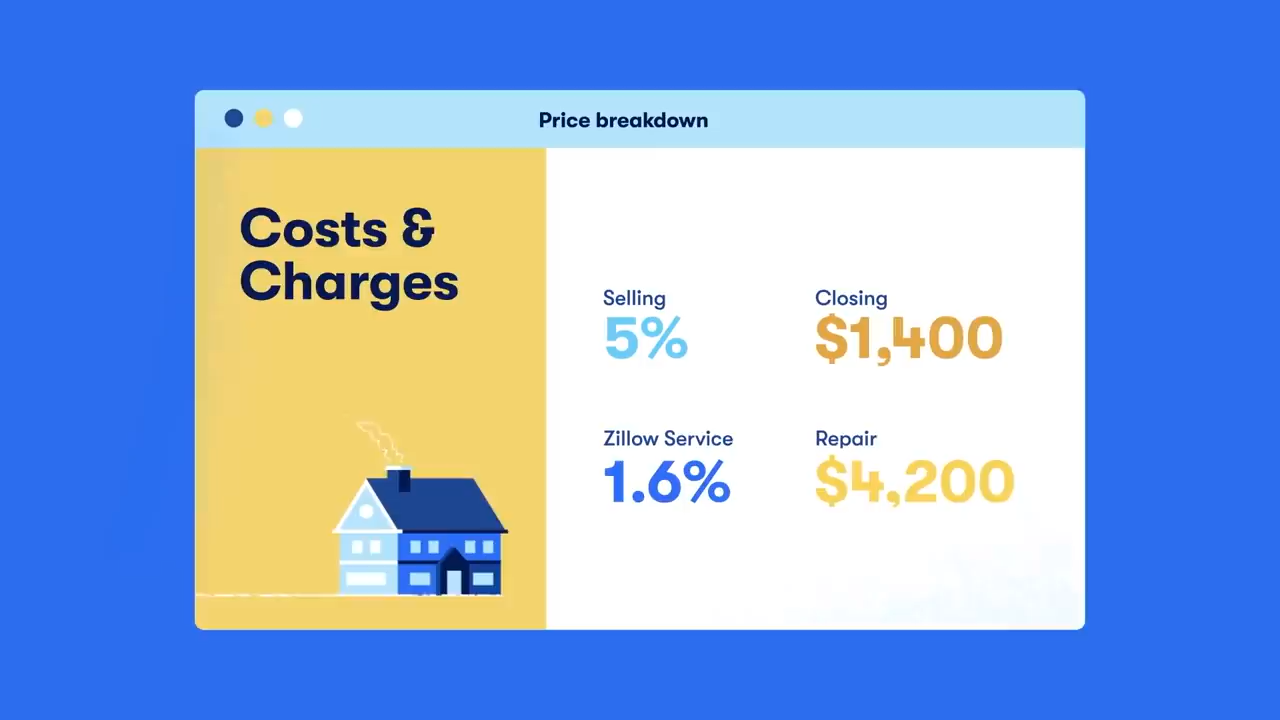 Price breakdown
Costs &
Charges
Selling
5%
Closing
$1,400
Zillow Service
1.6%
Repair
$4,200